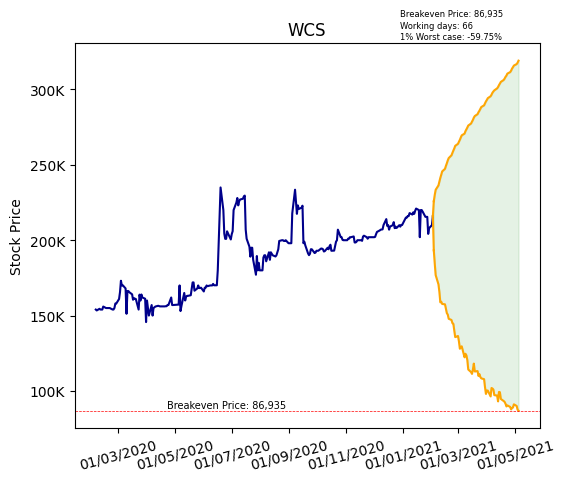 Breakeven Price: 86,935
Working days: 66
1% Worst case: -59.75%
WCS
Stock Price
300K
250K
200K
150K
100K
Breakeven Price: 86,935
01/03/2020 01/05/2020 01/07/2020 01/09/2020 01/11/2020 01/01/2021 01/03/2021 01/05/2021